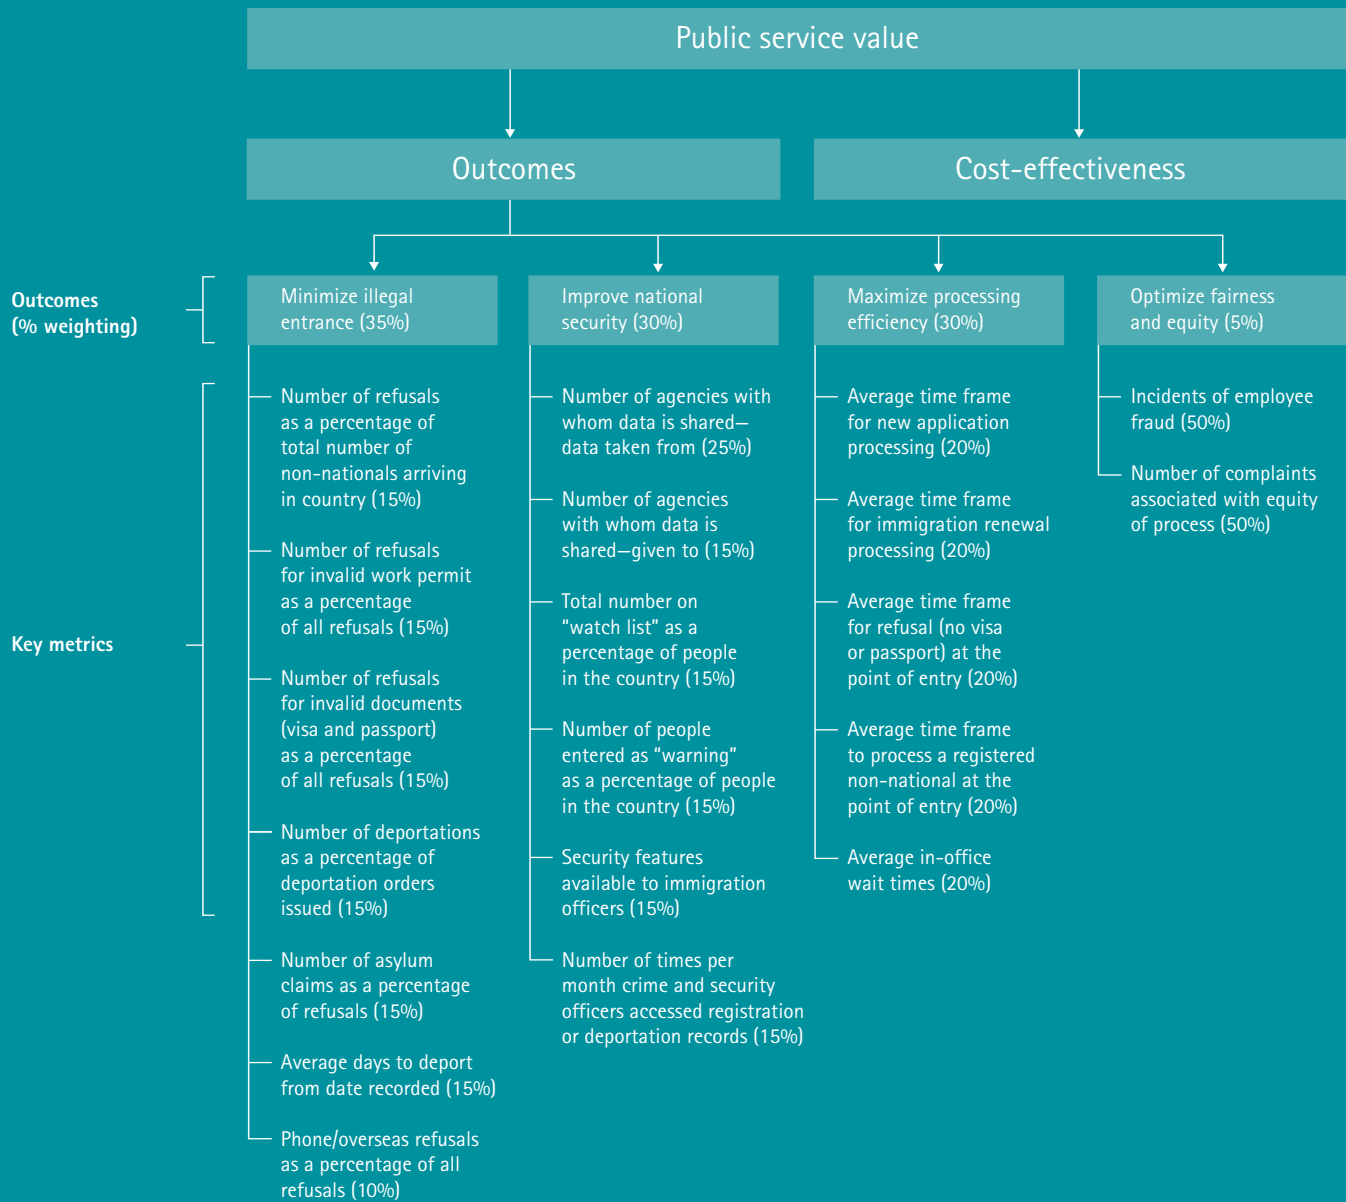 Public service value
Outcomes
Cost-effectiveness
Outcomes
(% weighting)
Minimize illegal
entrance (35%)
Improve national
security (30%)
Maximize processing
efficiency (30%)
Optimize fairness
and equity (5%)
Key metrics
Number of refusals
as a percentage of
total number of
non-nationals arriving
in country (15%)
Number of refusals
for invalid work permit
as a percentage
of all refusals (15%)
Number of refusals
for invalid documents
(visa and passport)
as a percentage
of all refusals (15%)
Number of deportations
as a percentage of
deportation orders
issued (15%)
Number of asylum
claims as a percentage
of refusals (15%)
Average days to deport
from date recorded (15%)
Phone/overseas refusals
as a percentage of all
refusals (10%)
Number of agencies with
whom data is shared—
data taken from (25%)
Number of agencies
with whom data is
shared—given to (15%)
Total number on
“watch list” as a
percentage of people
in the country (15%)
Number of people
entered as “warning”
as a percentage of people
in the country (15%)
Security features
available to immigration
officers (15%)
Number of times per
month crime and security
officers accessed registration
or deportation records (15%)
Average time frame
for new application
processing (20%)
Average time frame
for immigration renewal
processing (20%)
Average time frame
for refusal (no visa
or passport) at the
point of entry (20%)
Average time frame
to process a registered
non-national at the
point of entry (20%)
Average in-office
wait times (20%)
Incidents of employee
fraud (50%)
Number of complaints
associated with equity
of process (50%)